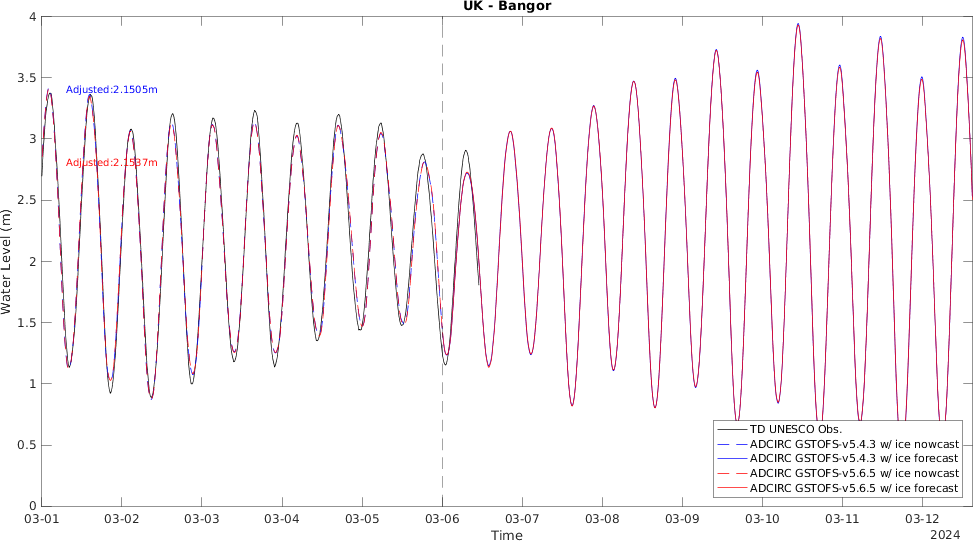 UK - Bangor
4
3.5
3
2.5
2
1.5
1
0.5
0
Water Level (m)
Adjusted:2.1505m
Adjusted:2.1537m
TD UNESCO Obs.
ADCIRC GSTOFS-v5.4.3 w/ ice nowcast
ADCIRC GSTOFS-v5.4.3 w/ ice forecast
ADCIRC GSTOFS-v5.6.5 w/ ice nowcast
ADCIRC GSTOFS-v5.6.5 w/ ice forecast
03-01 03-02 03-03 03-04 03-05 03-06 03-07 03-08 03-09 03-10 03-11 03-12
Time
2024